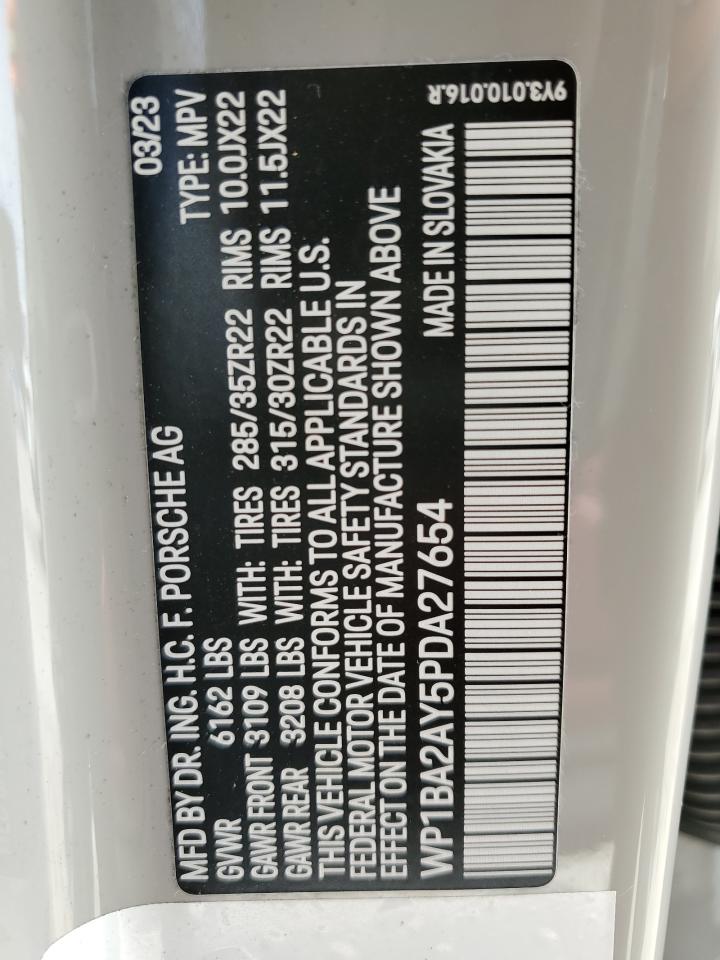 MFD BY DR. ING. H.C. F. PORSCHE AG 03/23
GVWR 6162 LBS TYPE: MPV
GAWR FRONT 3109 LBS WITH: TIRES 285/35ZR22 RIMS 10.0JX22
GAWR REAR 3208 LBS WITH: TIRES 315/30ZR22 RIMS 11.5JX22
THIS VEHICLE CONFORMS TO ALL APPLICABLE U.S.
FEDERAL MOTOR VEHICLE SAFETY STANDARDS IN
EFFECT ON THE DATE OF MANUFACTURE SHOWN ABOVE
WP1BA2AY5PDA27654 MADE IN SLOVAKIA
9Y3.010.016.R